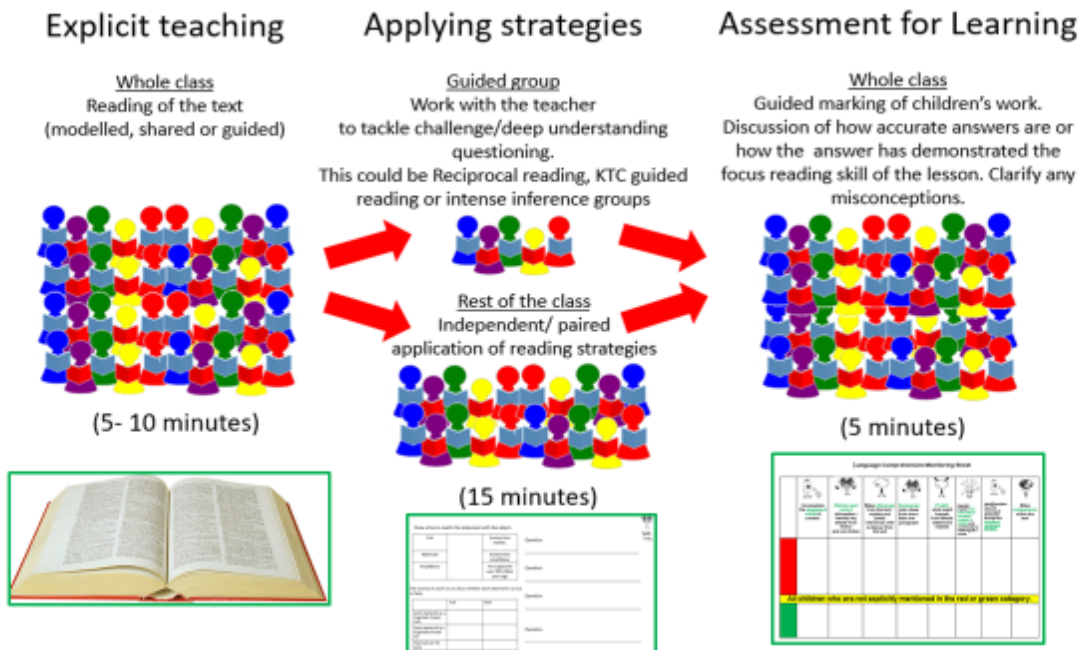 Explicit teaching
Whole class
Reading of the text
(modelled, shared or guided)
(5- 10 minutes)
Applying strategies
Guided group
Work with the teacher
to tackle challenge/deep understanding
questioning.
This could be Reciprocal reading, KTC guided
reading or intense inference groups
Rest of the class
Independent/ paired
application of reading strategies
(15 minutes)
Question
Question
Question
Question
Assessment for Learning
Whole class
Guided marking of children's work.
Discussion of how accurate answers are or
how the answer has demonstrated the
focus reading skill of the lesson. Clarify any
misconceptions.
(5 minutes)
Language Comprehension Monitoring Sheet
All children who are not explicitly mentioned in the red or green category.